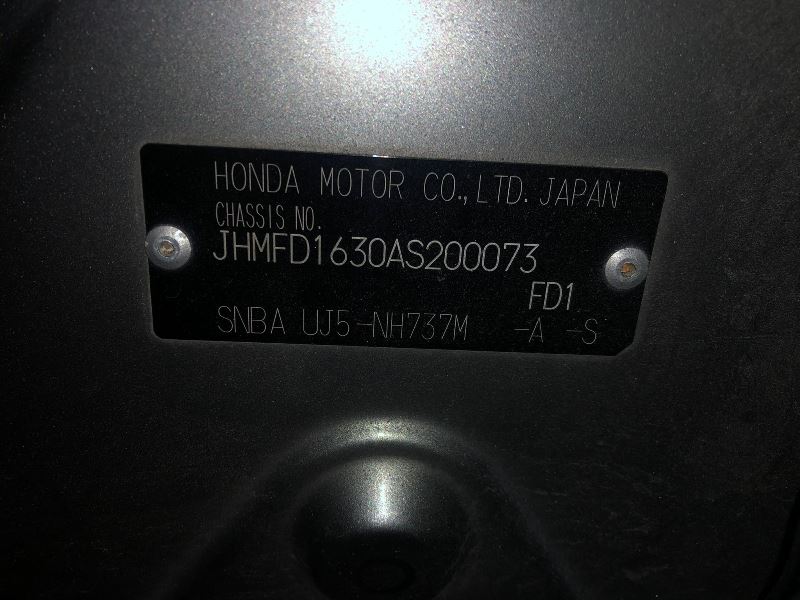 HONDA MOTOR CO.,LTD. JAPAN
CHASSIS NO.
JHMFD1630AS200073
FD1
SNBA UJ5-NH737M -A -S